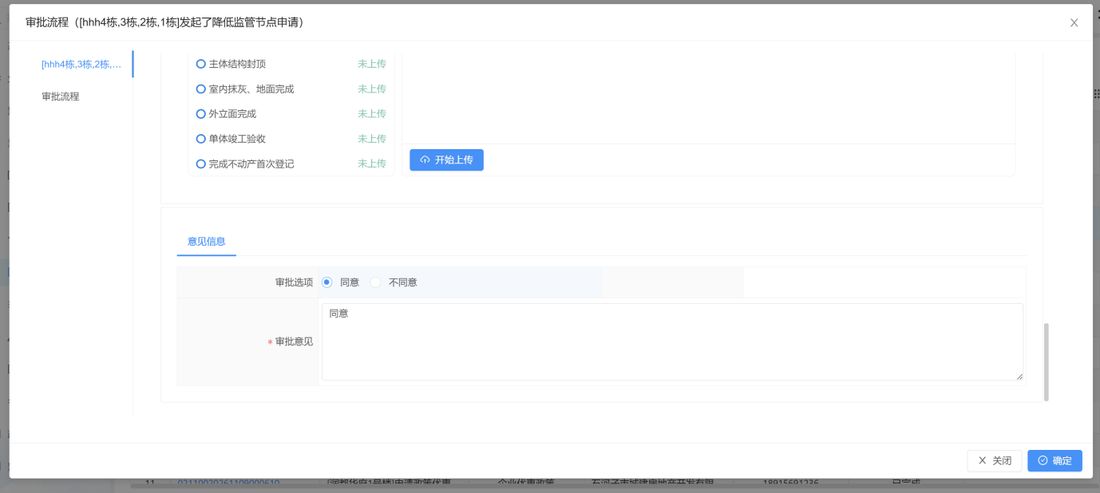 审批流程（[hhh4栋,3栋,2栋,1栋]发起了降低监管节点申请）
[hhh4栋,3栋,2栋,...
审批流程
主体结构封顶 未上传
室内抹灰、地面完成 未上传
外立面完成 未上传
单体竣工验收 未上传
完成不动产首次登记 未上传
开始上传
意见信息
审批选项 同意 不同意
* 审批意见 同意
关闭 确定
11